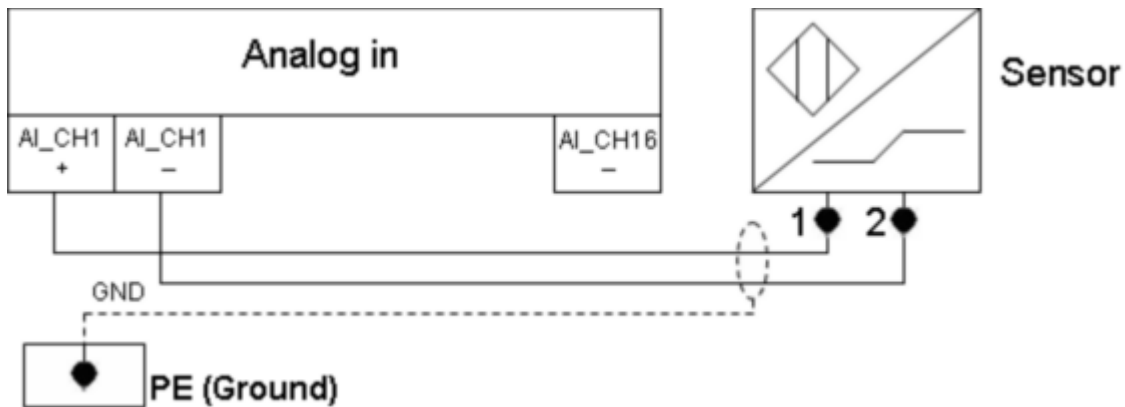 Analog in
Sensor
AI_CH1
+
AI_CH1
–
AI_CH16
–
1
2
GND
PE (Ground)